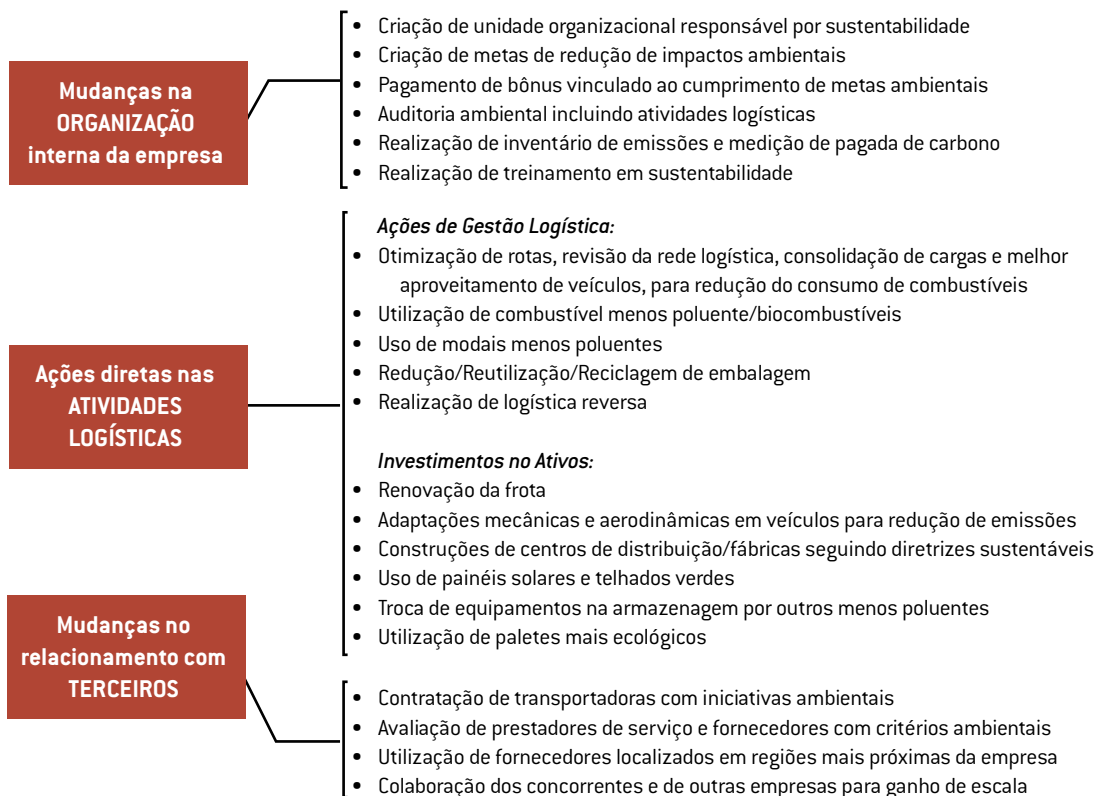 Mudanças na
ORGANIZAÇÃO
interna da empresa
• Criação de unidade organizacional responsável por sustentabilidade
• Criação de metas de redução de impactos ambientais
• Pagamento de bônus vinculado ao cumprimento de metas ambientais
• Auditoria ambiental incluindo atividades logísticas
• Realização de inventário de emissões e medição de pagada de carbono
• Realização de treinamento em sustentabilidade
Ações diretas nas
ATIVIDADES
LOGÍSTICAS
Ações de Gestão Logística:
• Otimização de rotas, revisão da rede logística, consolidação de cargas e melhor
aproveitamento de veículos, para redução do consumo de combustíveis
• Utilização de combustível menos poluente/biocombustíveis
• Uso de modais menos poluentes
• Redução/Reutilização/Reciclagem de embalagem
• Realização de logística reversa
Investimentos no Ativos:
• Renovação da frota
• Adaptações mecânicas e aerodinâmicas em veículos para redução de emissões
• Construções de centros de distribuição/fábricas seguindo diretrizes sustentáveis
• Uso de painéis solares e telhados verdes
• Troca de equipamentos na armazenagem por outros menos poluentes
• Utilização de paletes mais ecológicos
Mudanças no
relacionamento com
TERCEIROS
• Contratação de transportadoras com iniciativas ambientais
• Avaliação de prestadores de serviço e fornecedores com critérios ambientais
• Utilização de fornecedores localizados em regiões mais próximas da empresa
• Colaboração dos concorrentes e de outras empresas para ganho de escala